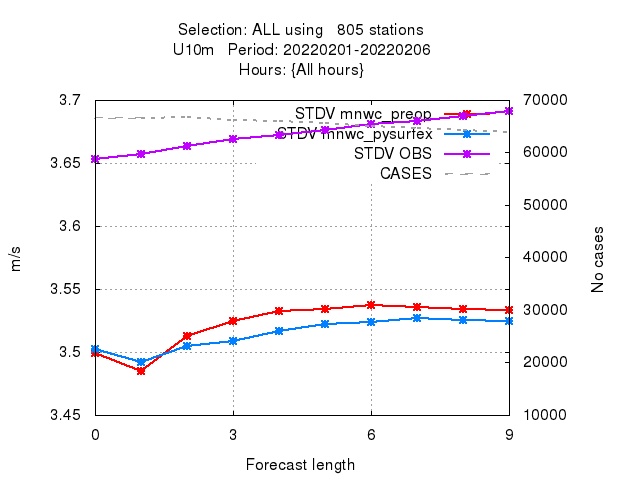 Selection: ALL using   805 stations
U10m   Period: 20220201-20220206
Hours: {All hours}
3.7
3.65
3.6
3.55
3.5
3.45
70000
60000
50000
40000
30000
20000
10000
STDV mnwc_preop
STDV mnwc_pysurfex
STDV OBS
CASES
m/s
No cases
0
3
6
9
Forecast length